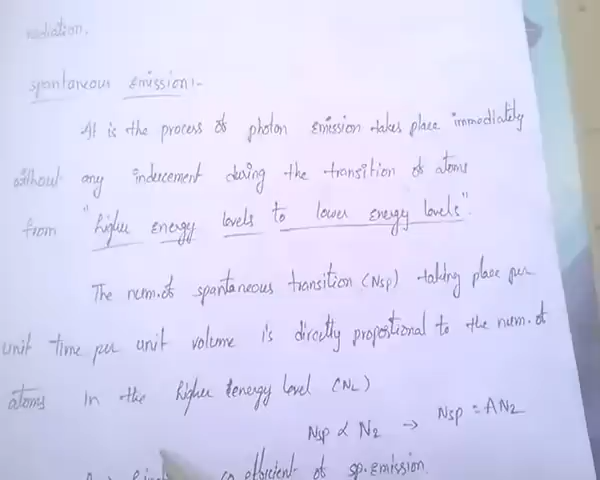 radiation.
spontaneous Emission:-
It is the process of photon Emission takes place immediately
without any inducement during the transition of atoms
from "higher energy levels to lower energy levels".
The num.of spontaneous transition (Nsp) taking place per
unit time per unit volume is directly proportional to the num.of
atoms in the higher energy level (N2)
Nsp ∝ N2 → Nsp = AN2
co efficient of sp.emission.